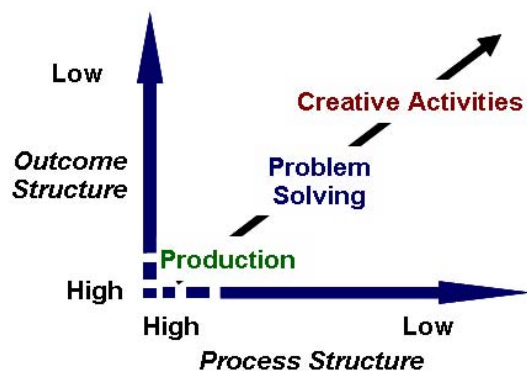 Low
Creative Activities
Outcome
Structure
Problem
Solving
Production
High
High
Low
Process Structure